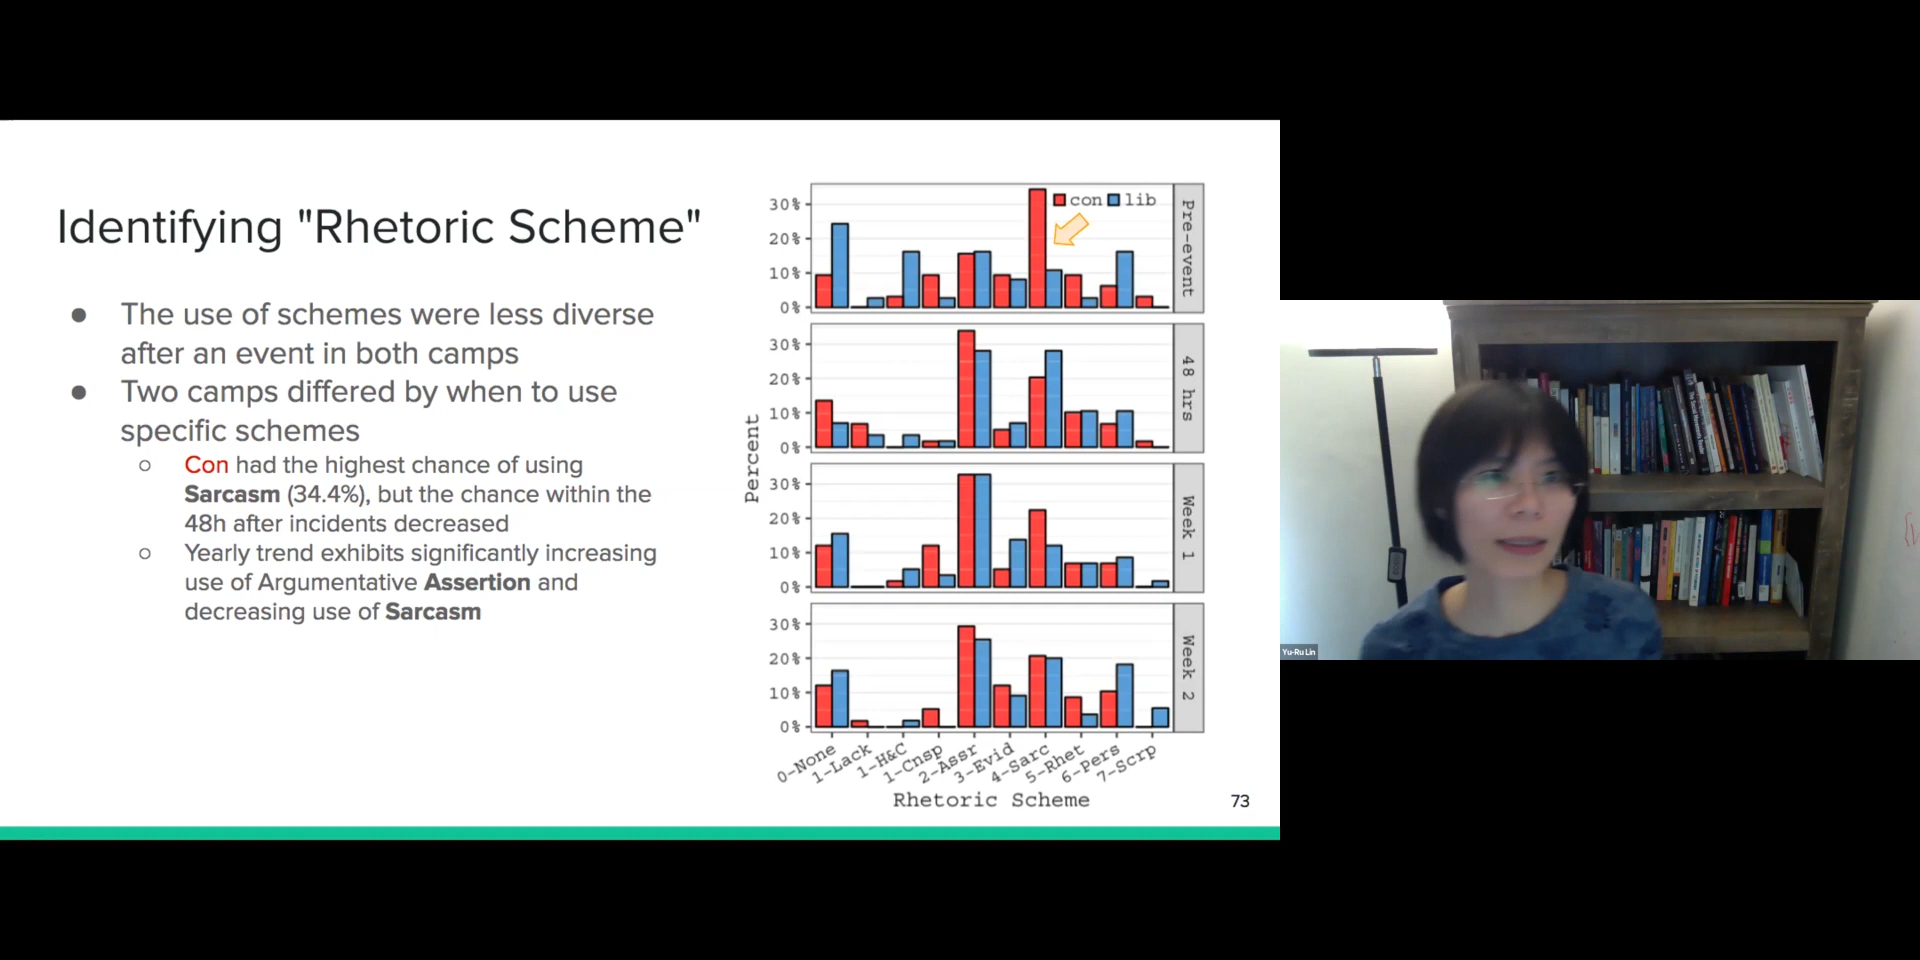 Identifying "Rhetoric Scheme"
● The use of schemes were less diverse
after an event in both camps
● Two camps differed by when to use
specific schemes
○ Con had the highest chance of using
Sarcasm (34.4%), but the chance within the
48h after incidents decreased
○ Yearly trend exhibits significantly increasing
use of Argumentative Assertion and
decreasing use of Sarcasm
Percent
30%
20%
10%
0%
con lib
Pre-event
30%
20%
10%
0%
48 hrs
30%
20%
10%
0%
Week 1
30%
20%
10%
0%
Week 2
0-None
1-Lack
1-H&C
1-Cnsp
2-Assr
3-Evid
4-Sarc
5-Rhet
6-Pers
7-Scrp
Rhetoric Scheme
73
Yu-Ru Lin